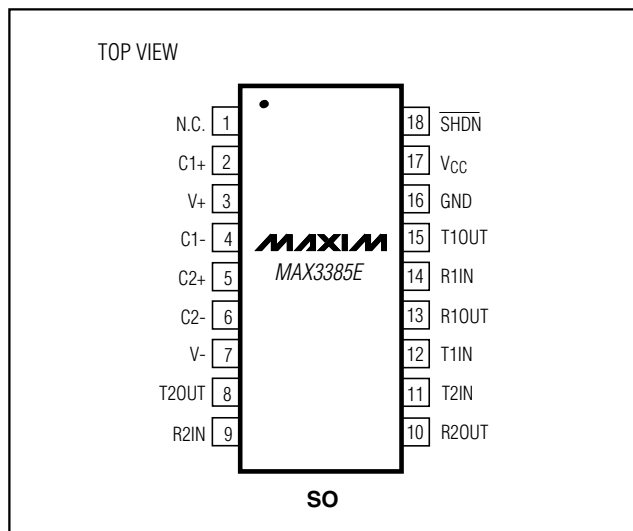 TOP VIEW
N.C. 1
C1+ 2
V+ 3
C1- 4
C2+ 5
C2- 6
V- 7
T2OUT 8
R2IN 9
MAXIM
MAX3385E
18 SHDN
17 VCC
16 GND
15 T1OUT
14 R1IN
13 R1OUT
12 T1IN
11 T2IN
10 R2OUT
SO